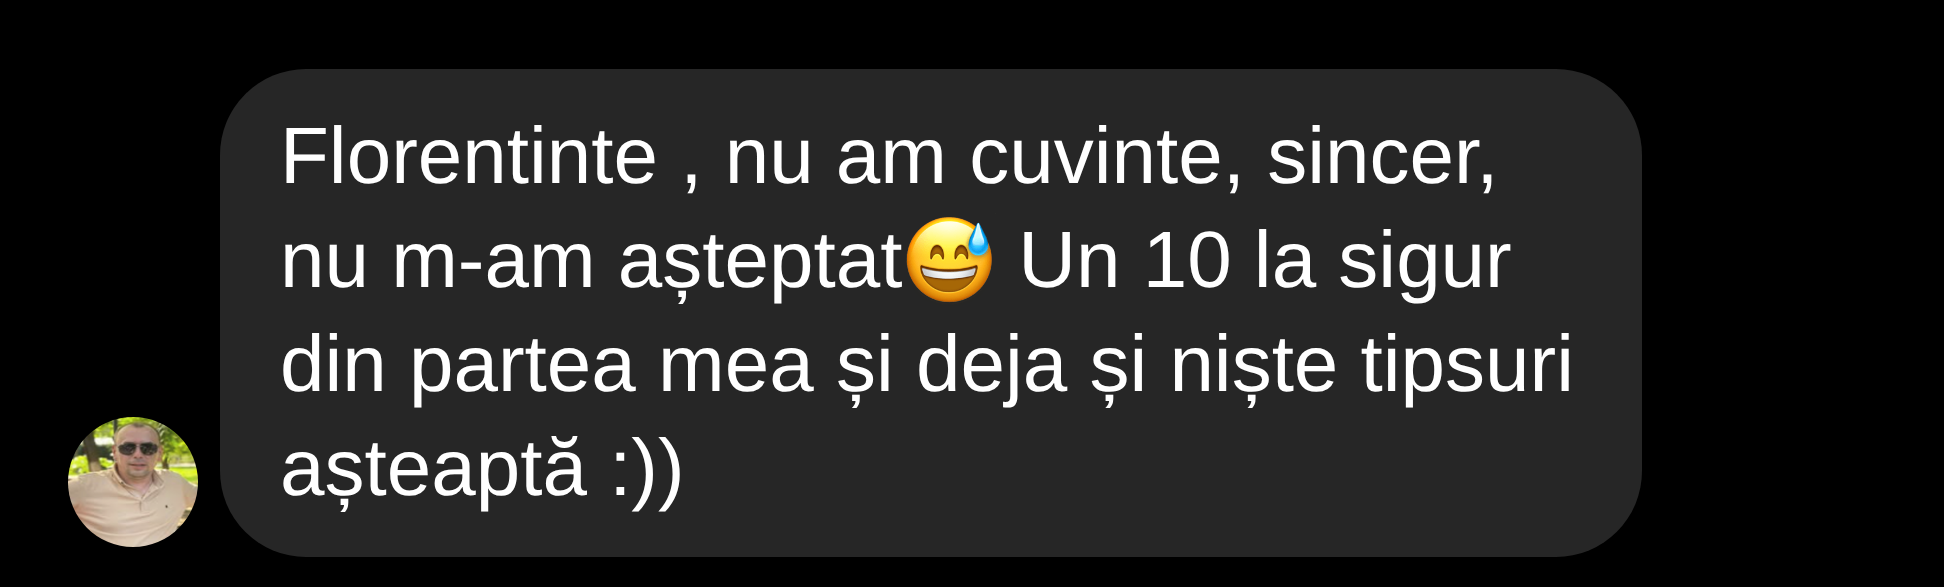 Florentinte , nu am cuvinte, sincer,
nu m-am așteptat😅 Un 10 la sigur
din partea mea și deja și niște tipsuri
așteaptă :))